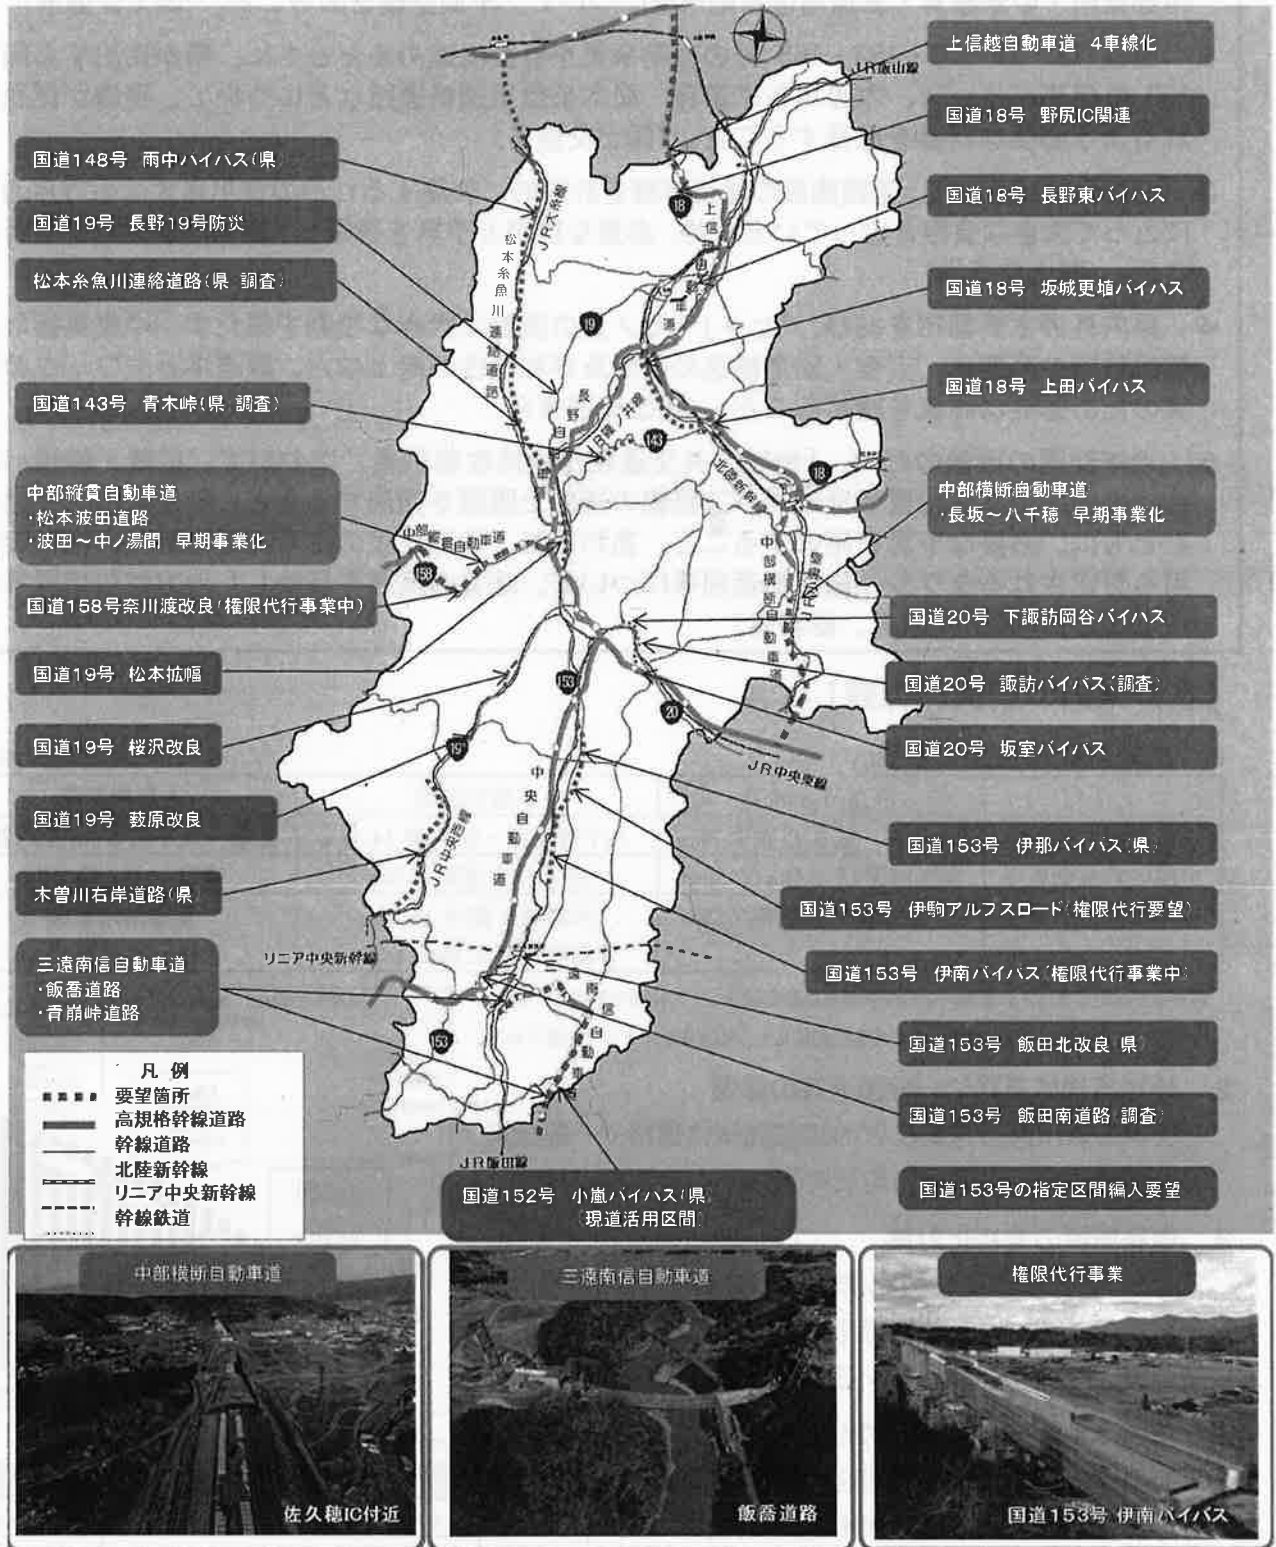 上信越自動車道 4車線化
国道18号 野尻IC関連
国道18号 長野東バイパス
国道18号 坂城更埴バイパス
国道18号 上田バイパス
中部横断自動車道
・長坂～八千穂 早期事業化
国道20号 下諏訪岡谷バイパス
国道20号 諏訪バイパス(調査)
国道20号 坂室バイパス
国道153号 伊那バイパス(県)
国道153号 伊駒アルプスロード(権限代行要望)
国道153号 伊南バイパス(権限代行事業中)
国道153号 飯田北改良(県)
国道153号 飯田南道路(調査)
国道153号の指定区間編入要望
国道148号 雨中バイパス(県)
国道19号 長野19号防災
松本糸魚川連絡道路(県 調査)
国道143号 青木峠(県 調査)
中部縦貫自動車道
・松本波田道路
・波田～中ノ湯間 早期事業化
国道158号奈川渡改良(権限代行事業中)
国道19号 松本拡幅
国道19号 桜沢改良
国道19号 薮原改良
木曽川右岸道路(県)
三遠南信自動車道
・飯喬道路
・青崩峠道路
国道152号 小嵐バイパス(県)
(現道活用区間)
JR飯山線
JR大糸線
松本糸魚川連絡道路
上信越自動車道
長野自動車道
JR篠ノ井線
北陸新幹線
中部縦貫自動車道
中部横断自動車道
JR小海線
JR中央東線
中央自動車道
JR中央西線
リニア中央新幹線
三遠南信自動車道
JR飯田線
18
19
143
18
158
153
20
19
153
凡例
要望箇所
高規格幹線道路
幹線道路
北陸新幹線
リニア中央新幹線
幹線鉄道
中部横断自動車道
佐久穂IC付近
三遠南信自動車道
飯喬道路
権限代行事業
国道153号 伊南バイパス